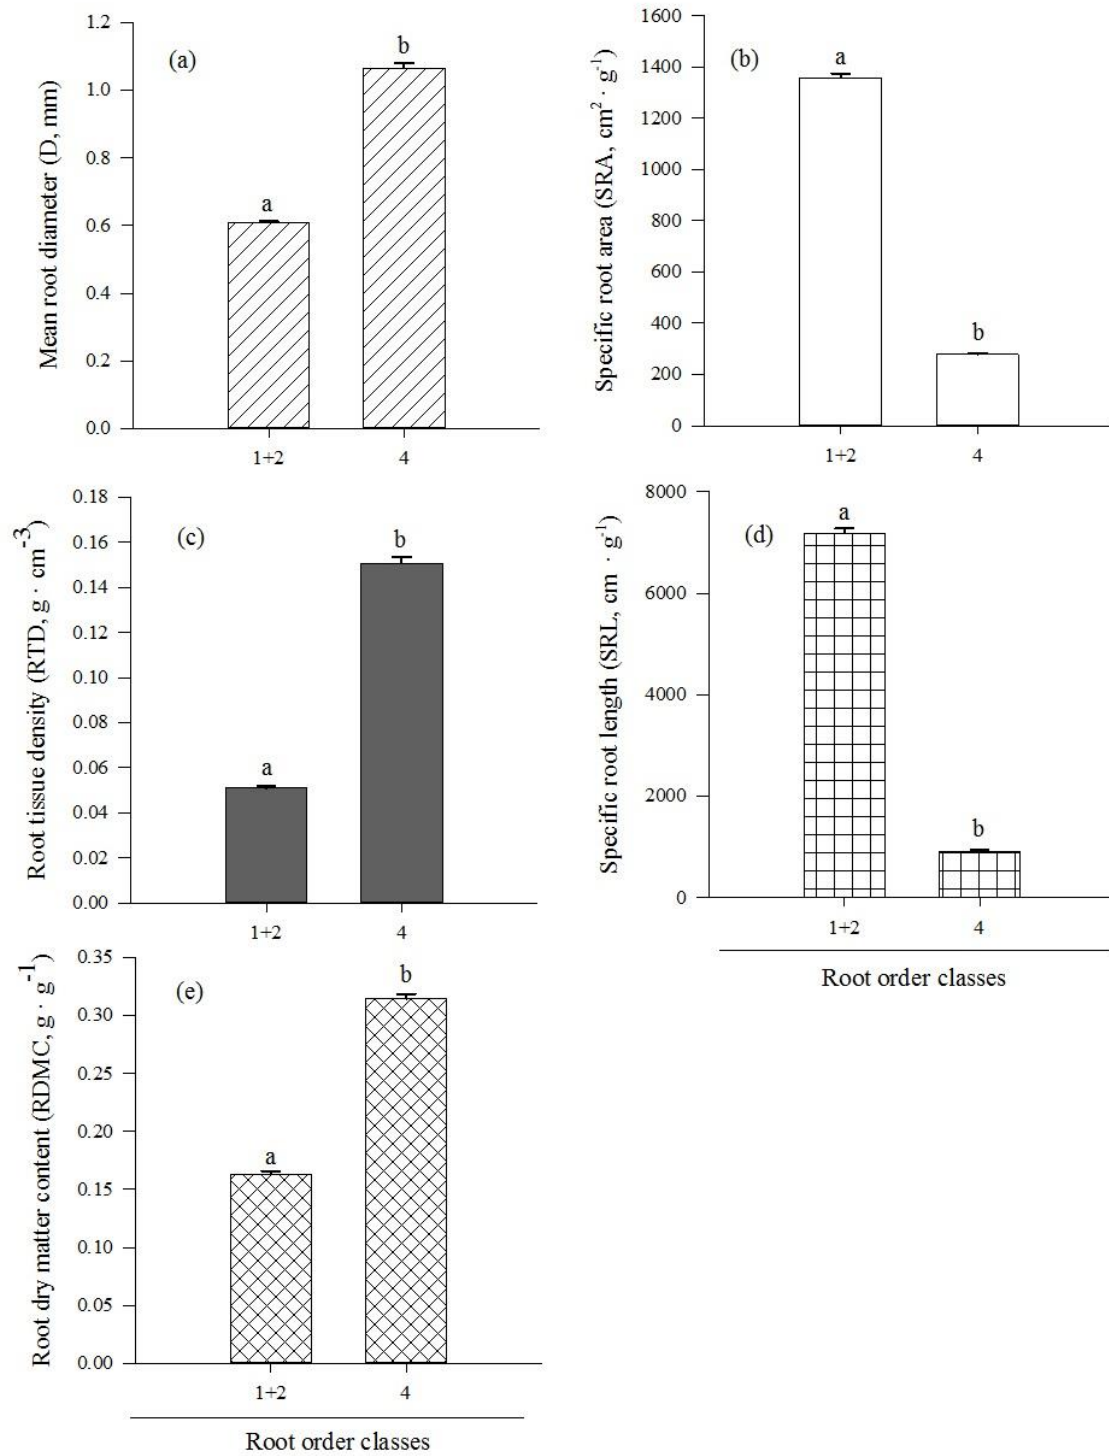 Mean root diameter (D, mm)
1.2
1.0
0.8
0.6
0.4
0.2
0.0
(a)
a
b
1+2
4
Specific root area (SRA, cm² · g⁻¹)
1600
1400
1200
1000
800
600
400
200
0
(b)
a
b
1+2
4
Root tissue density (RTD, g · cm⁻³)
0.18
0.16
0.14
0.12
0.10
0.08
0.06
0.04
0.02
0.00
(c)
a
b
1+2
4
Specific root length (SRL, cm · g⁻¹)
8000
6000
4000
2000
0
(d)
a
b
1+2
4
Root order classes
Root dry matter content (RDMC, g · g⁻¹)
0.35
0.30
0.25
0.20
0.15
0.10
0.05
0.00
(e)
a
b
1+2
4
Root order classes